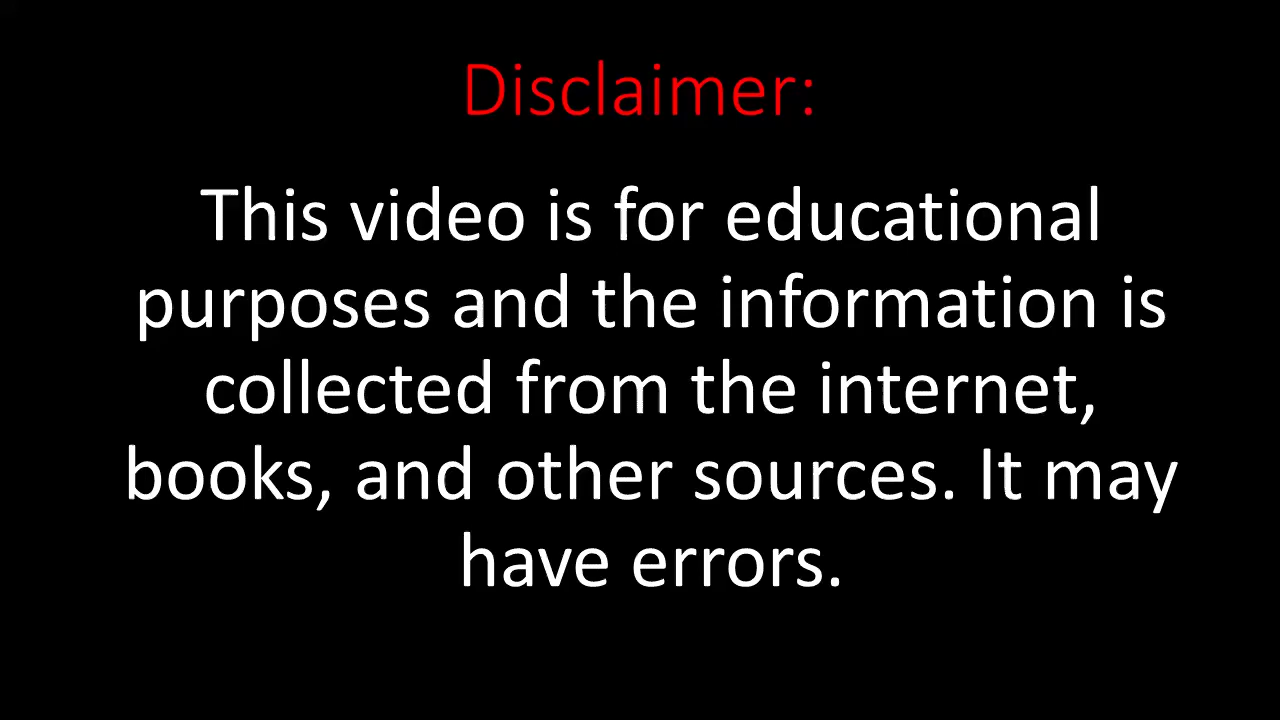 Disclaimer:
This video is for educational
purposes and the information is
collected from the internet,
books, and other sources. It may
have errors.